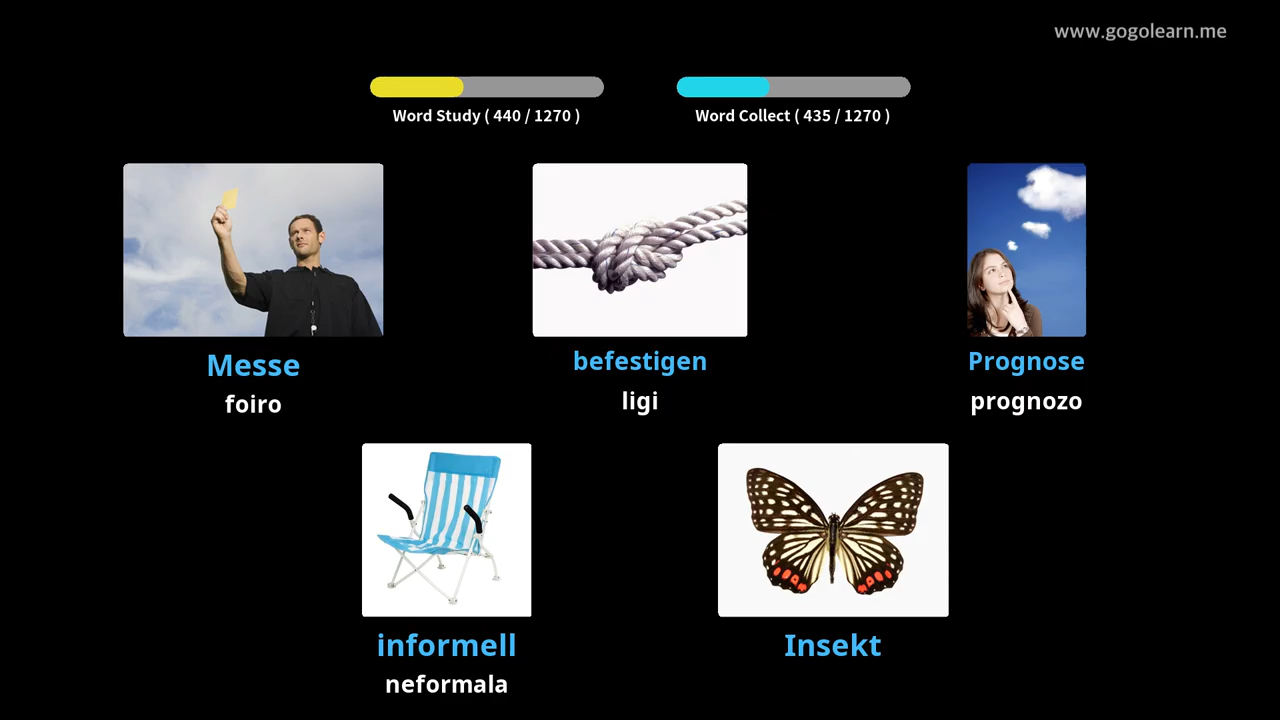 www.gogolearn.me
Word Study ( 440 / 1270 )
Word Collect ( 435 / 1270 )
Messe
foiro
befestigen
ligi
Prognose
prognozo
informell
neformala
Insekt